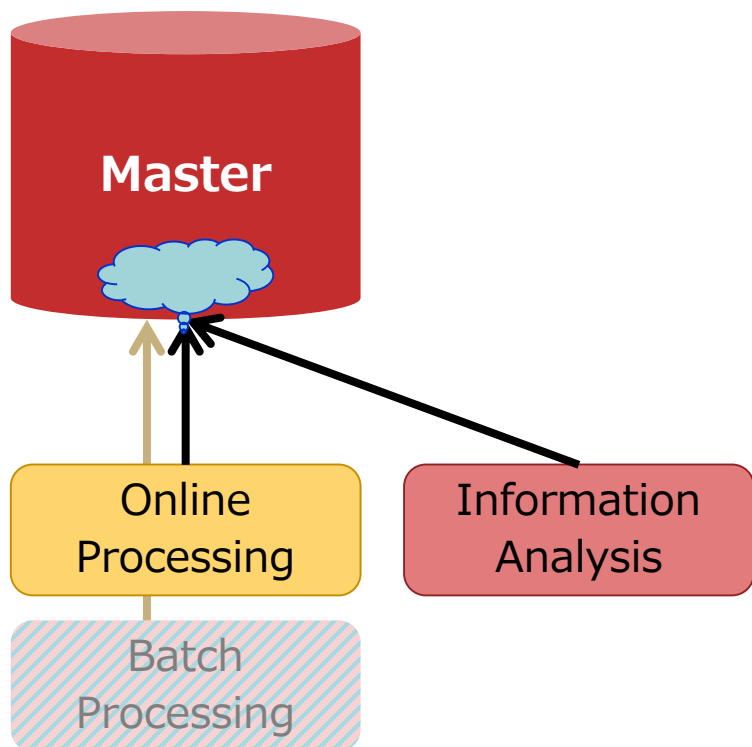 Master
Online
Processing
Information
Analysis
Batch
Processing